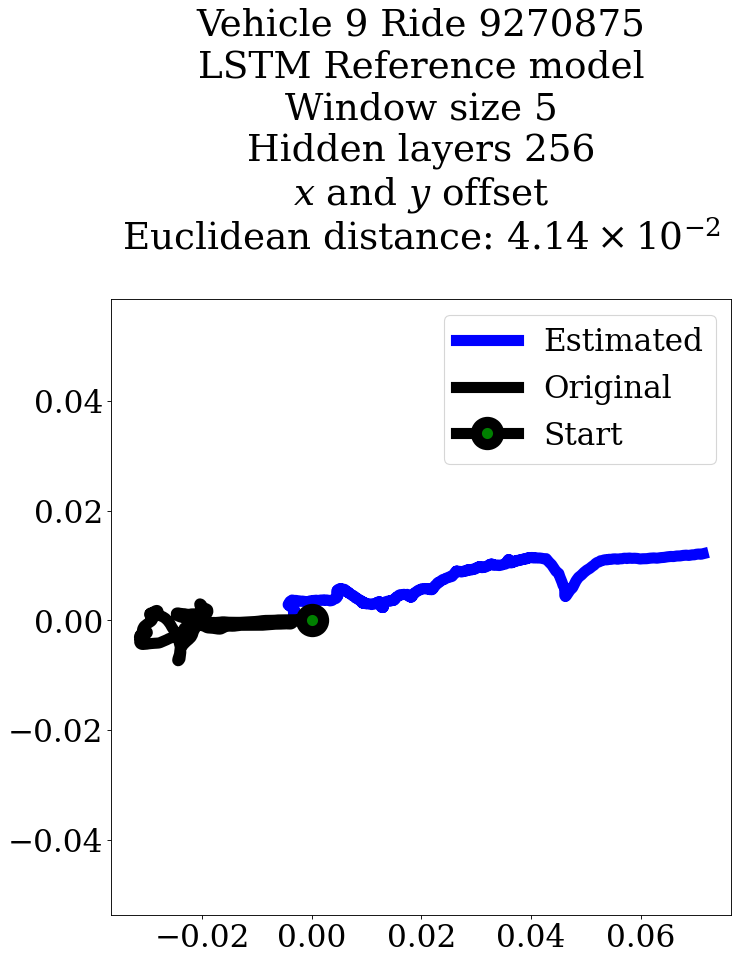 Vehicle 9 Ride 9270875
LSTM Reference model
Window size 5
Hidden layers 256
x and y offset
Euclidean distance: 4.14 × 10⁻²
Estimated
Original
Start
0.04
0.02
0.00
−0.02
−0.04
−0.02 0.00 0.02 0.04 0.06